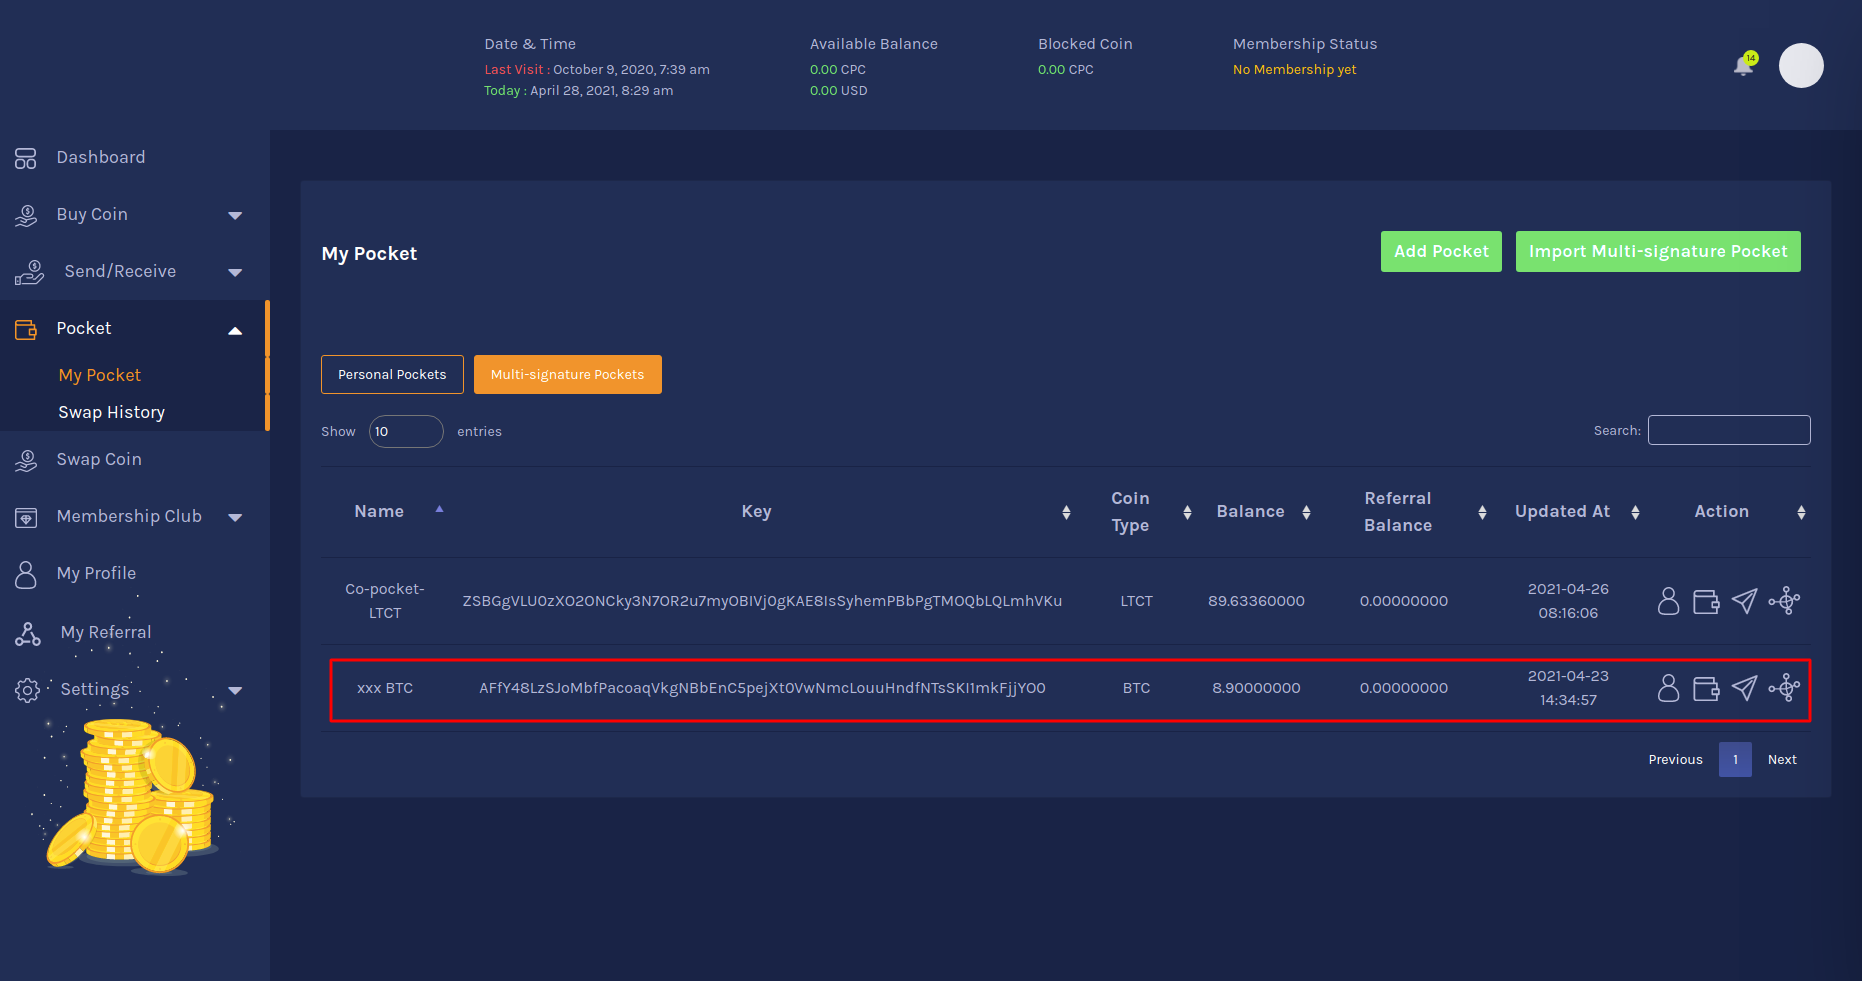 Date & Time
Last Visit : October 9, 2020, 7:39 am
Today : April 28, 2021, 8:29 am
Available Balance
0.00 CPC
0.00 USD
Blocked Coin
0.00 CPC
Membership Status
No Membership yet
14
Dashboard
Buy Coin
Send/Receive
Pocket
My Pocket
Swap History
Swap Coin
Membership Club
My Profile
My Referral
Settings
My Pocket
Add Pocket
Import Multi-signature Pocket
Personal Pockets
Multi-signature Pockets
Show 10 entries
Search:
Name
Key
Coin
Type
Balance
Referral
Balance
Updated At
Action
Co-pocket-
LTCT
ZSBGgVLU0zXO2ONCky3N7OR2u7myOBIVj0gKAE8IsSyhemPBbPgTMOQbLQLmhVKu
LTCT
89.63360000
0.00000000
2021-04-26
08:16:06
xxx BTC
AFfY48LzSJoMbfPacoaqVkgNBbEnC5pejXt0VwNmcLouuHndfNTsSKI1mkFjjYO0
BTC
8.90000000
0.00000000
2021-04-23
14:34:57
Previous
1
Next